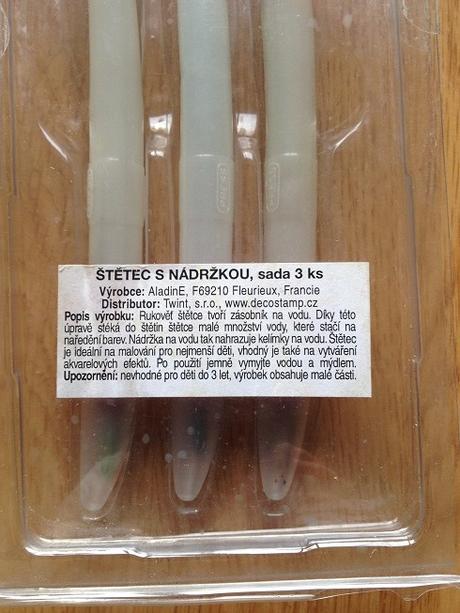 ŠTĚTEC S NÁDRŽKOU, sada 3 ks
Výrobce: AladinE, F69210 Fleurieux, Francie
Distributor: Twint, s.r.o., www.decostamp.cz
Popis výrobku: Rukověť štětce tvoří zásobník na vodu. Díky této
úpravě stéká do štětin štětce malé množství vody, které stačí na
naředění barev. Nádržka na vodu tak nahrazuje kelímky na vodu. Štětec
je ideální na malování pro nejmenší děti, vhodný je také na vytváření
akvarelových efektů. Po použití jemně vymyjte vodou a mýdlem.
Upozornění: nevhodné pro děti do 3 let, výrobek obsahuje malé části.